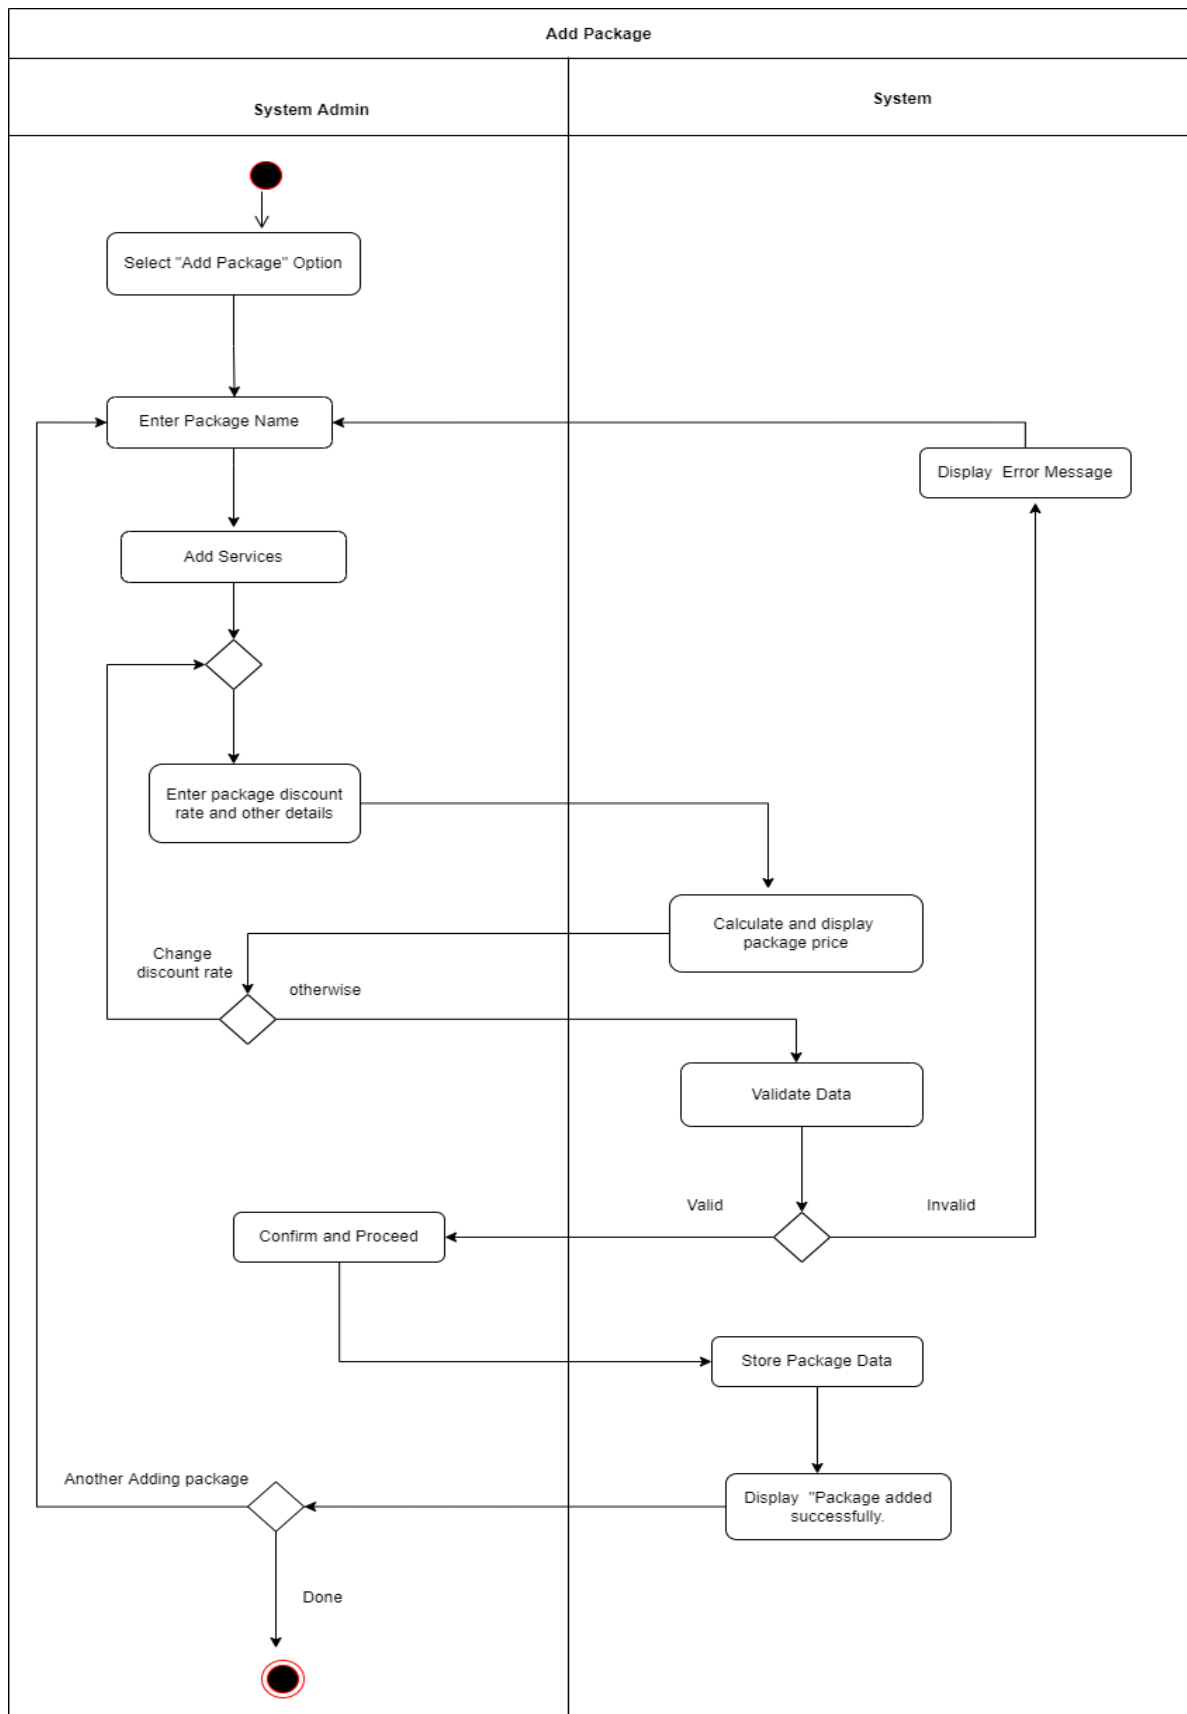 Add Package
System Admin
System
Select "Add Package" Option
Enter Package Name
Display  Error Message
Add Services
Enter package discount
rate and other details
Calculate and display
package price
Change
discount rate
otherwise
Validate Data
Valid
Invalid
Confirm and Proceed
Store Package Data
Another Adding package
Display  "Package added
successfully.
Done